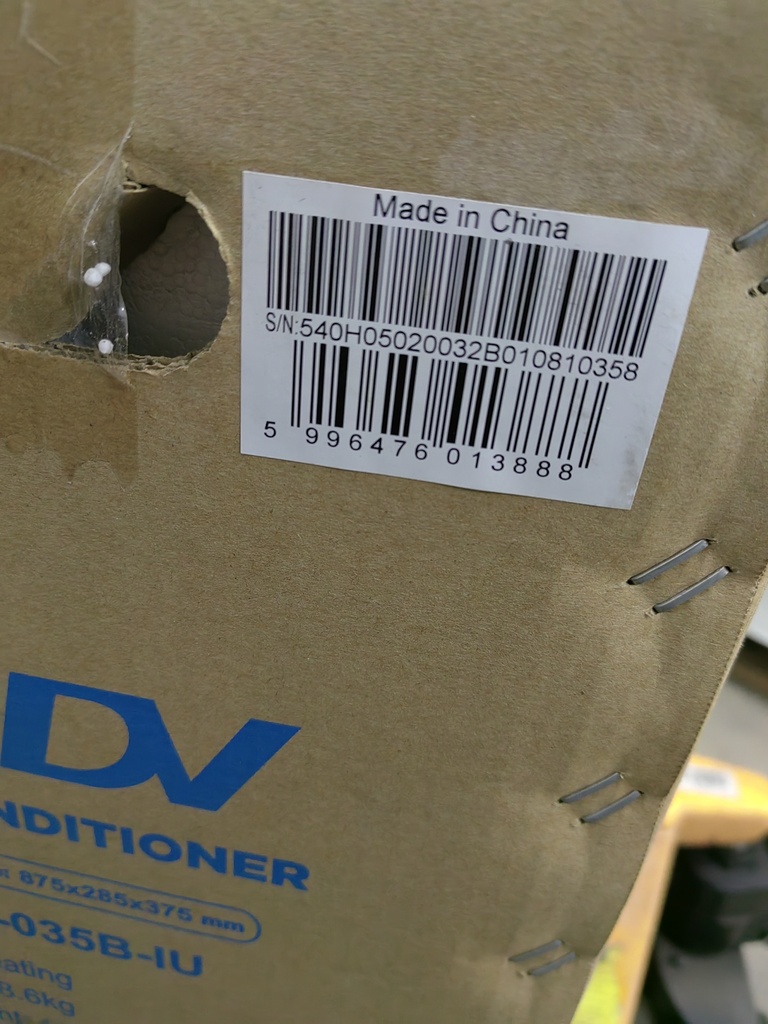 Made in China
S/N:540H05020032B010810358
5 996476 013888
DV
NDITIONER
: 875x285x375 mm
-035B-IU
ating
8.6kg